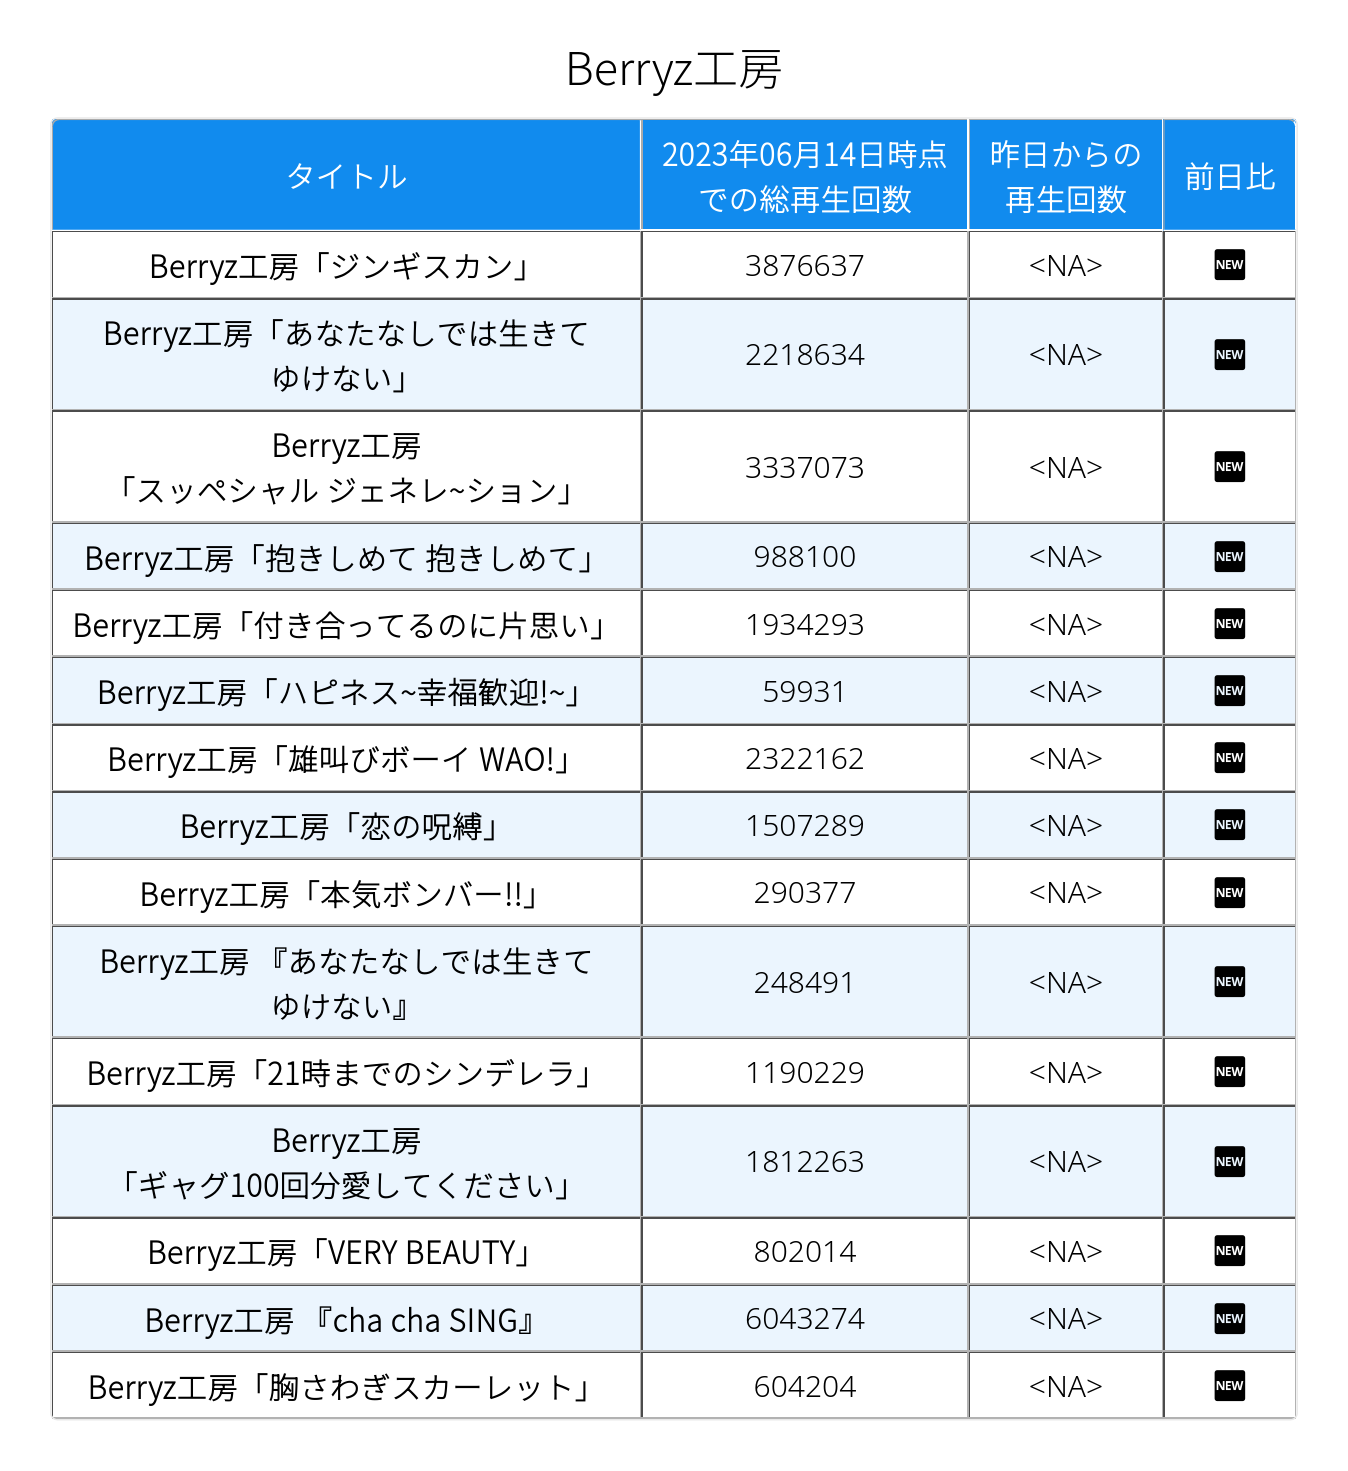 Berryz工房
タイトル
2023年06月14日時点
での総再生回数
昨日からの
再生回数
前日比
Berryz工房「ジンギスカン」 3876637 <NA> NEW
Berryz工房「あなたなしでは生きて
ゆけない」 2218634 <NA> NEW
Berryz工房
「スッペシャル ジェネレ~ション」 3337073 <NA> NEW
Berryz工房「抱きしめて 抱きしめて」 988100 <NA> NEW
Berryz工房「付き合ってるのに片思い」 1934293 <NA> NEW
Berryz工房「ハピネス~幸福歓迎!~」 59931 <NA> NEW
Berryz工房「雄叫びボーイ WAO!」 2322162 <NA> NEW
Berryz工房「恋の呪縛」 1507289 <NA> NEW
Berryz工房「本気ボンバー!!」 290377 <NA> NEW
Berryz工房 『あなたなしでは生きて
ゆけない』 248491 <NA> NEW
Berryz工房「21時までのシンデレラ」 1190229 <NA> NEW
Berryz工房
「ギャグ100回分愛してください」 1812263 <NA> NEW
Berryz工房「VERY BEAUTY」 802014 <NA> NEW
Berryz工房 『cha cha SING』 6043274 <NA> NEW
Berryz工房「胸さわぎスカーレット」 604204 <NA> NEW